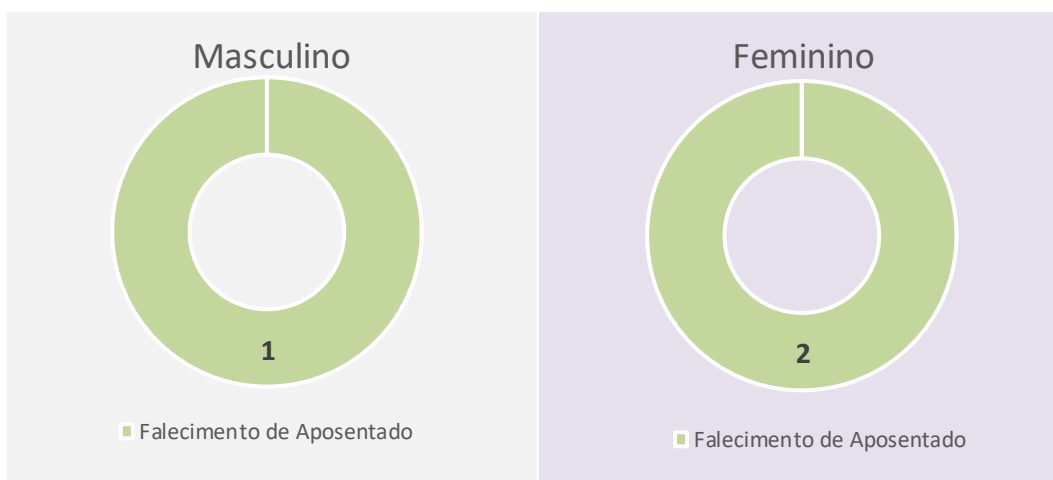 Masculino
1
Falecimento de Aposentado
Feminino
2
Falecimento de Aposentado